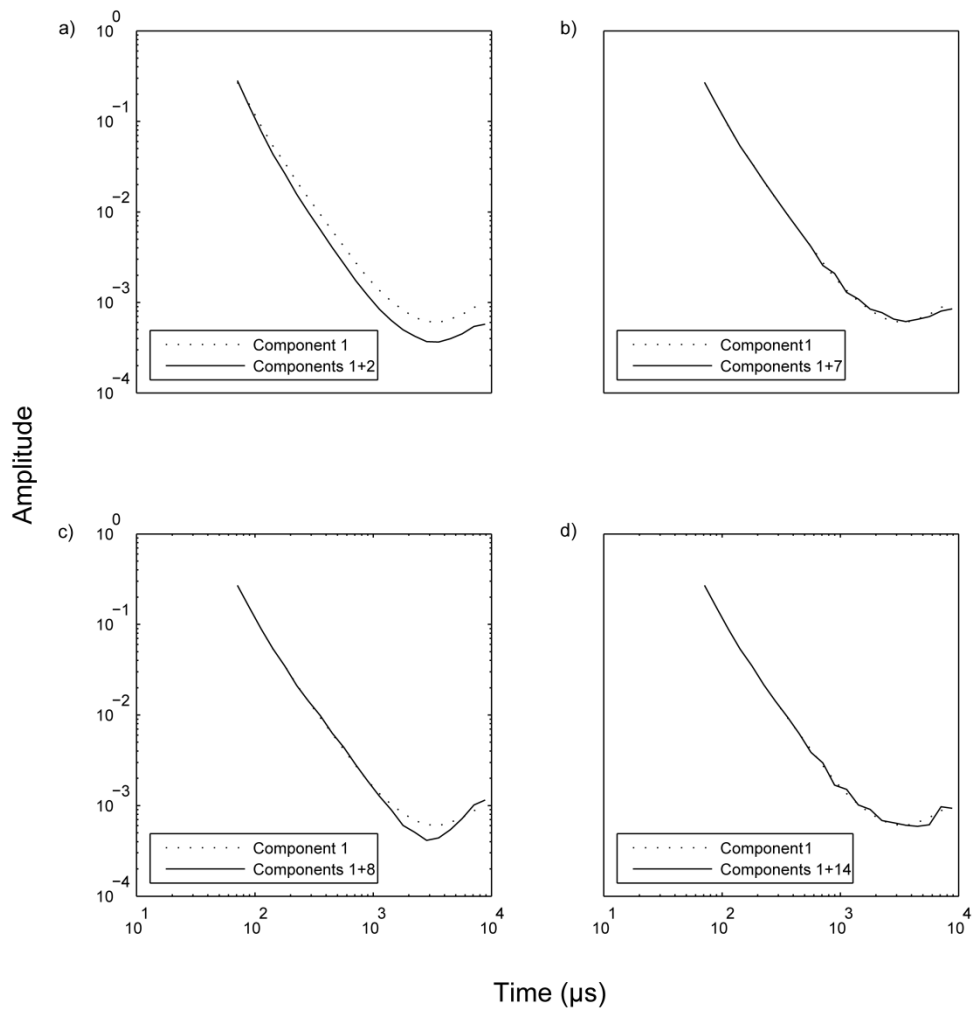 a)
b)
10^0
10^−1
10^−2
10^−3
10^−4
Component 1
Components 1+2
Component1
Components 1+7
Amplitude
c)
d)
10^0
10^−1
10^−2
10^−3
10^−4
Component 1
Components 1+8
Component1
Components 1+14
10^1 10^2 10^3 10^4
10^1 10^2 10^3 10^4
Time (µs)